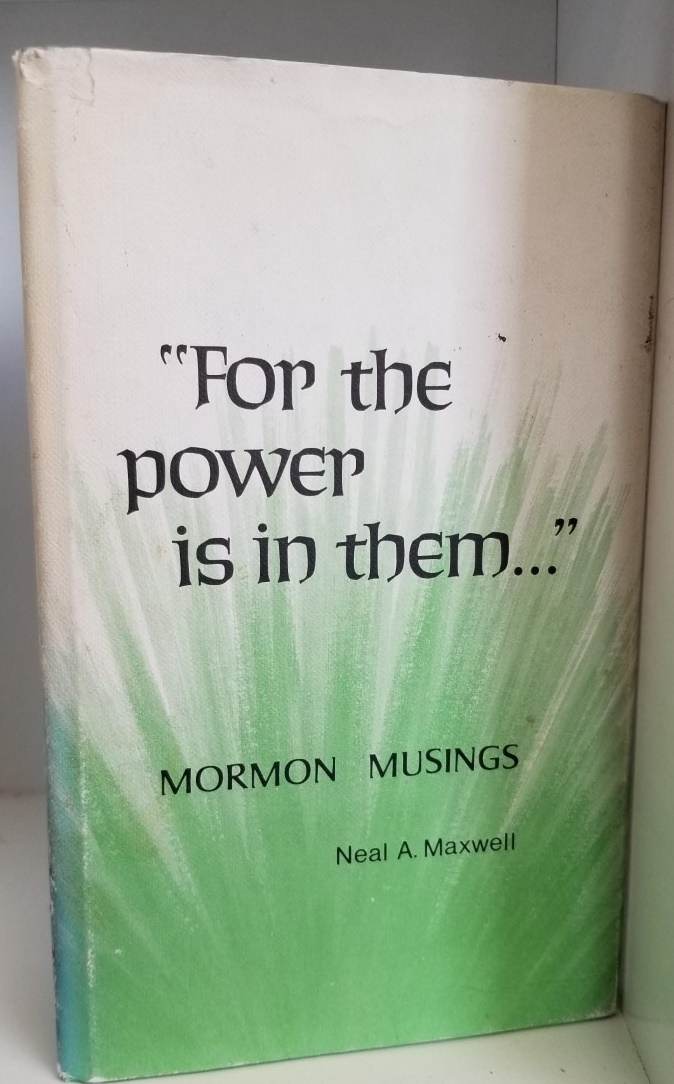 “For the
power
is in them...”
MORMON MUSINGS
Neal A. Maxwell